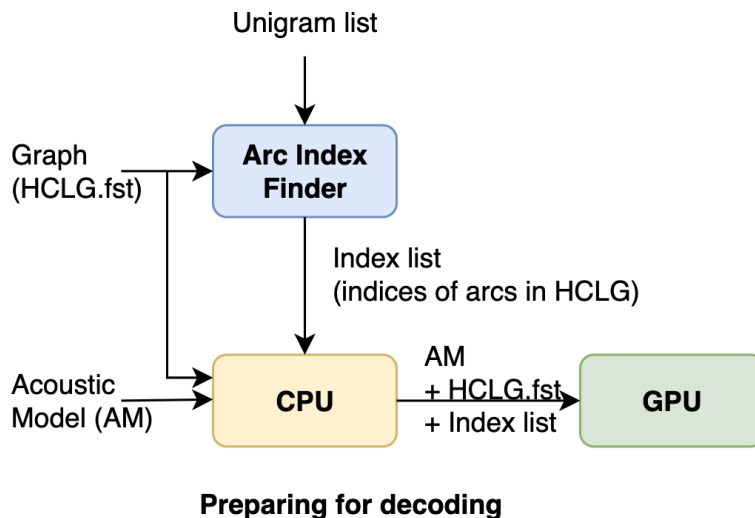 Unigram list
Graph
(HCLG.fst)
Arc Index
Finder
Index list
(indices of arcs in HCLG)
Acoustic
Model (AM)
CPU
AM
+ HCLG.fst
+ Index list
GPU
Preparing for decoding